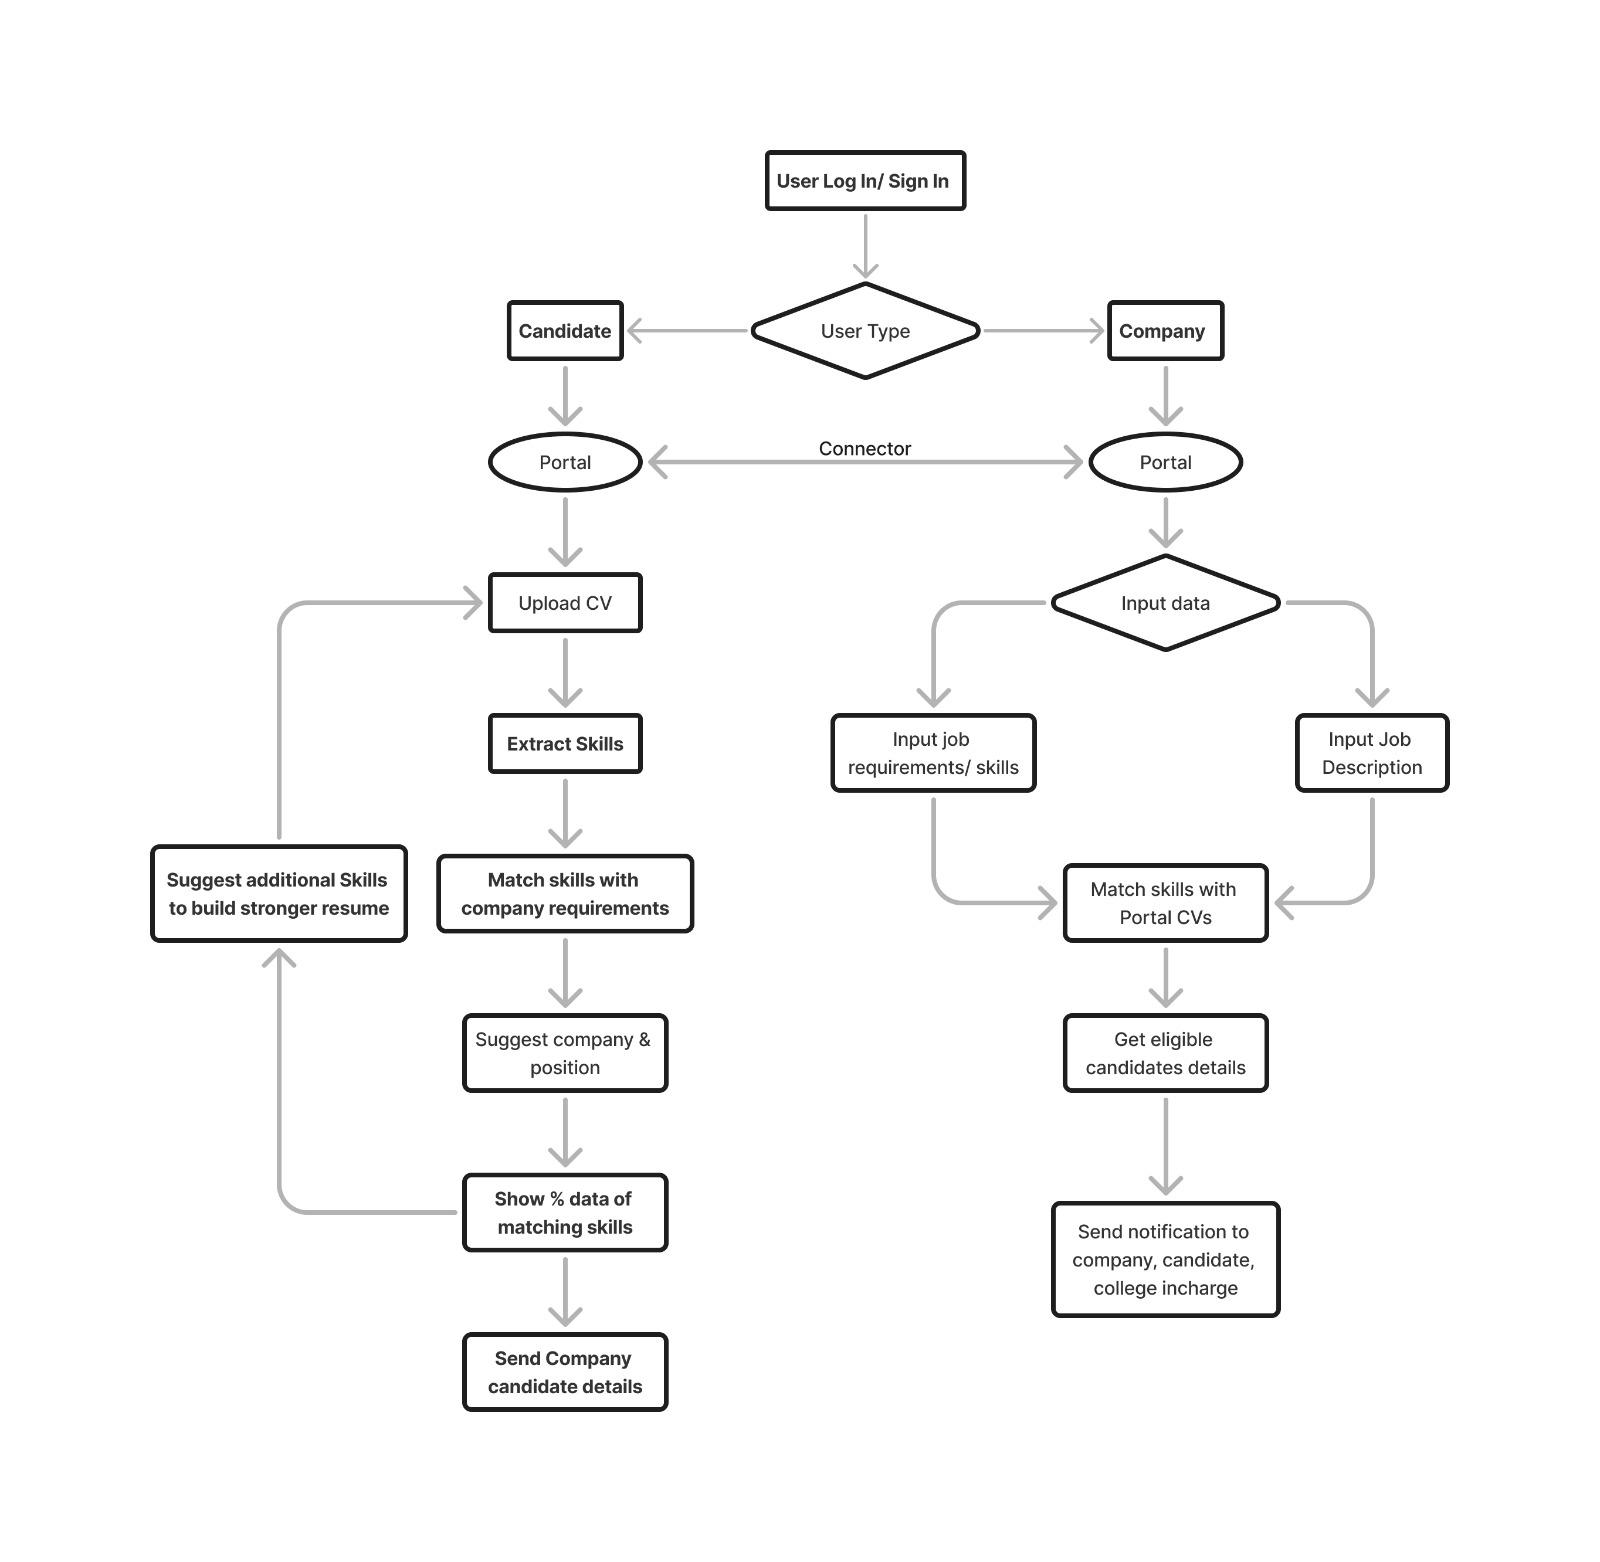 User Log In/ Sign In
Candidate
User Type
Company
Portal
Connector
Portal
Upload CV
Input data
Extract Skills
Input job
requirements/ skills
Input Job
Description
Suggest additional Skills
to build stronger resume
Match skills with
company requirements
Match skills with
Portal CVs
Suggest company &
position
Get eligible
candidates details
Show % data of
matching skills
Send notification to
company, candidate,
college incharge
Send Company
candidate details